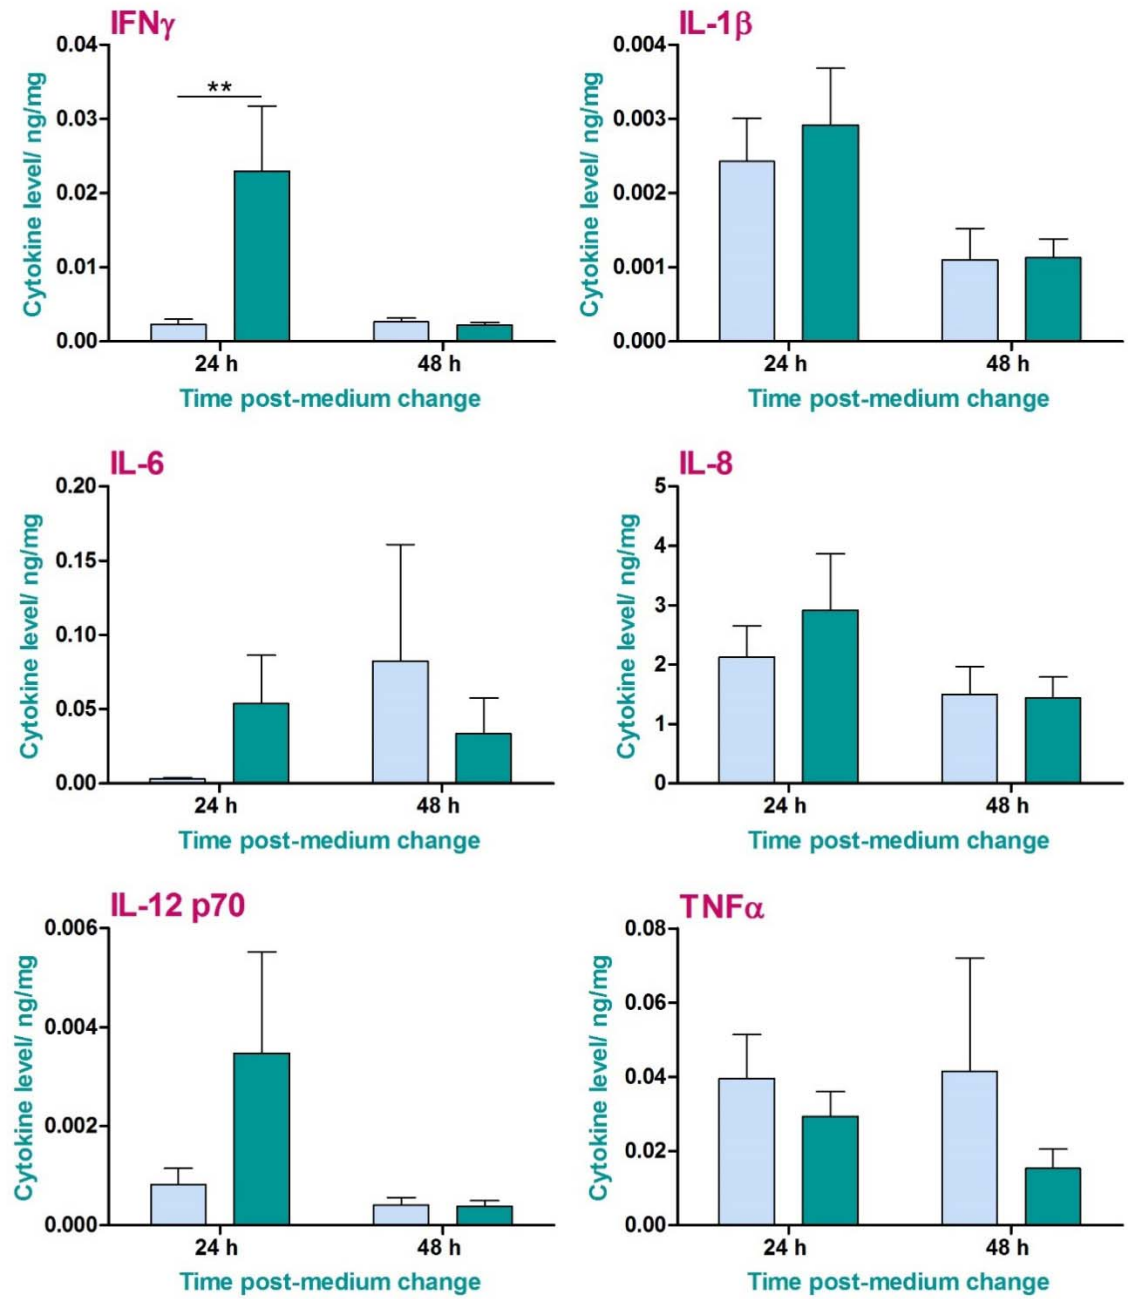 IFNγ
0.04
0.03
**
0.02
0.01
0.00
Cytokine level/ ng/mg
24 h 48 h
Time post-medium change
IL-1β
0.004
0.003
0.002
0.001
0.000
Cytokine level/ ng/mg
24 h 48 h
Time post-medium change
IL-6
0.20
0.15
0.10
0.05
0.00
Cytokine level/ ng/mg
24 h 48 h
Time post-medium change
IL-8
5
4
3
2
1
0
Cytokine level/ ng/mg
24 h 48 h
Time post-medium change
IL-12 p70
0.006
0.004
0.002
0.000
Cytokine level/ ng/mg
24 h 48 h
Time post-medium change
TNFα
0.08
0.06
0.04
0.02
0.00
Cytokine level/ ng/mg
24 h 48 h
Time post-medium change